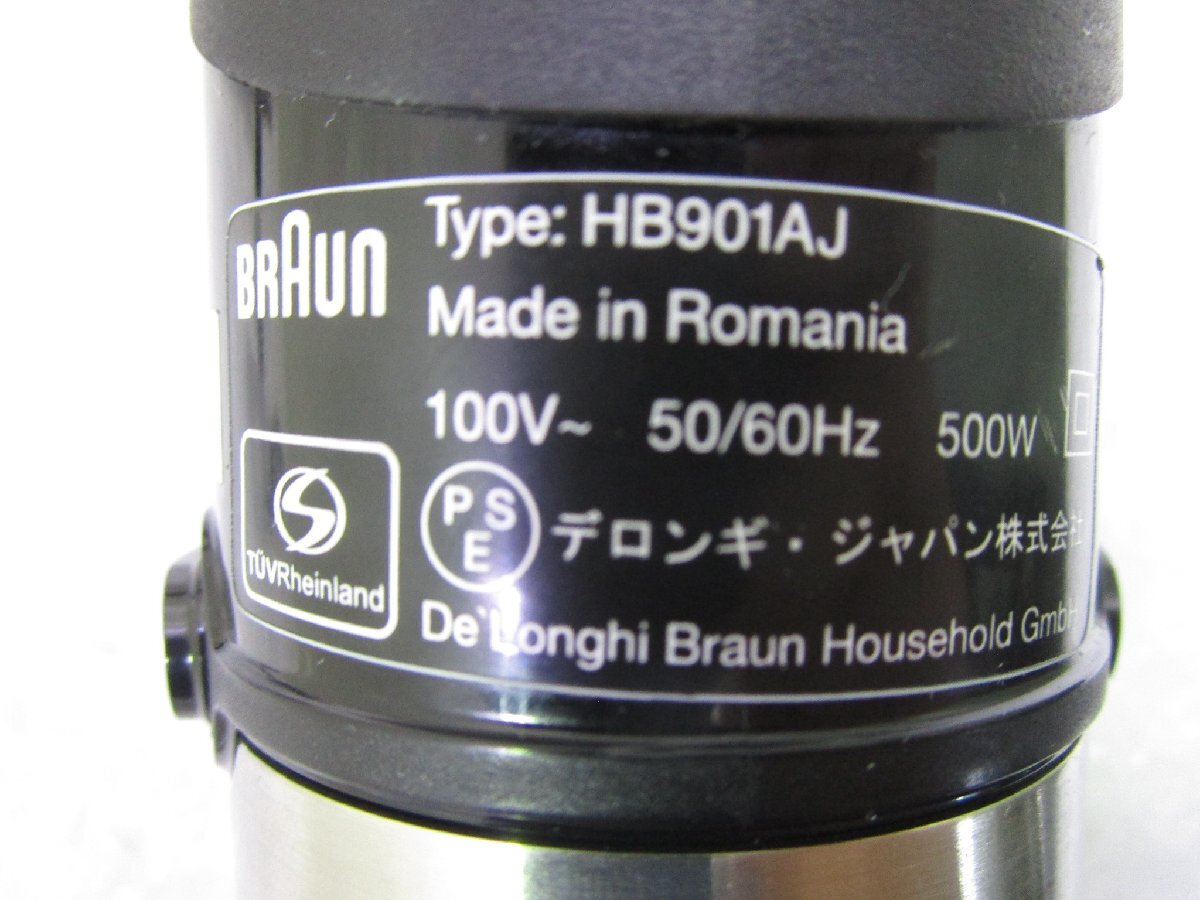 BRAUN
Type: HB901AJ
Made in Romania
100V~ 50/60Hz 500W
PSE デロンギ・ジャパン株式会社
TÜVRheinland
De'Longhi Braun Household GmbH